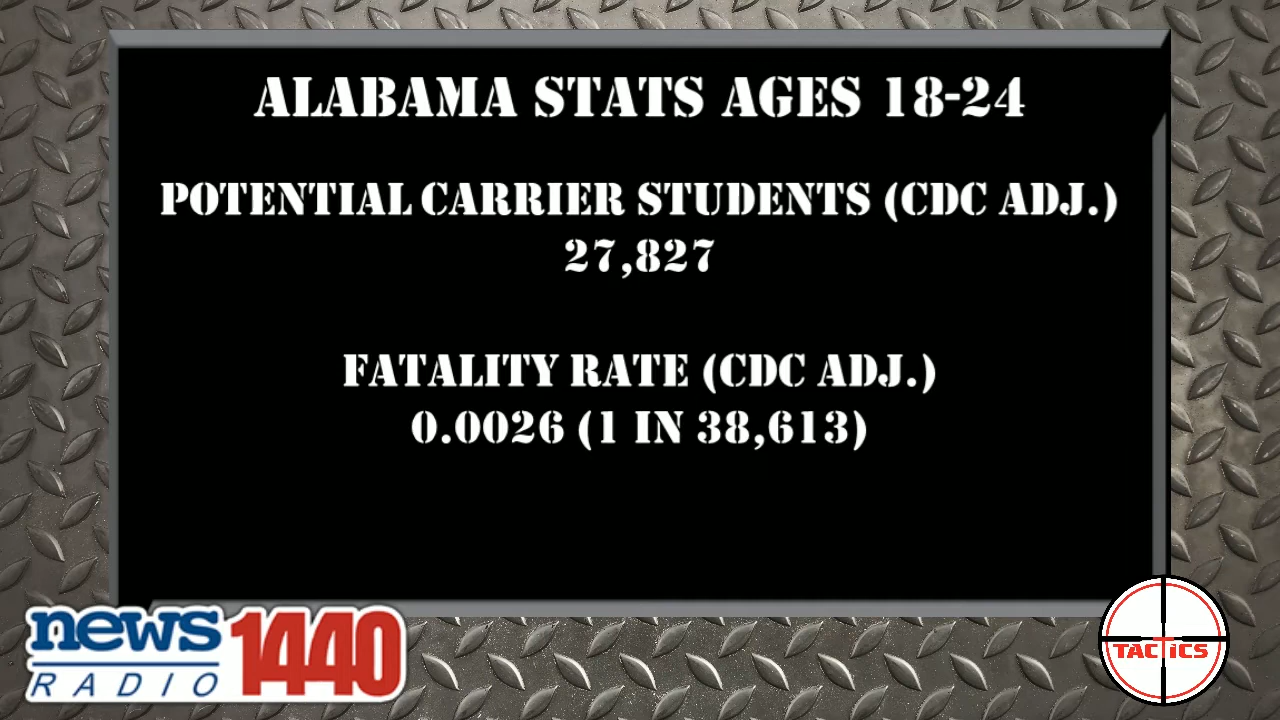 ALABAMA STATS AGES 18-24
POTENTIAL CARRIER STUDENTS (CDC ADJ.)
27,827
FATALITY RATE (CDC ADJ.)
0.0026 (1 IN 38,613)
news 1440
RADIO
TACTICS